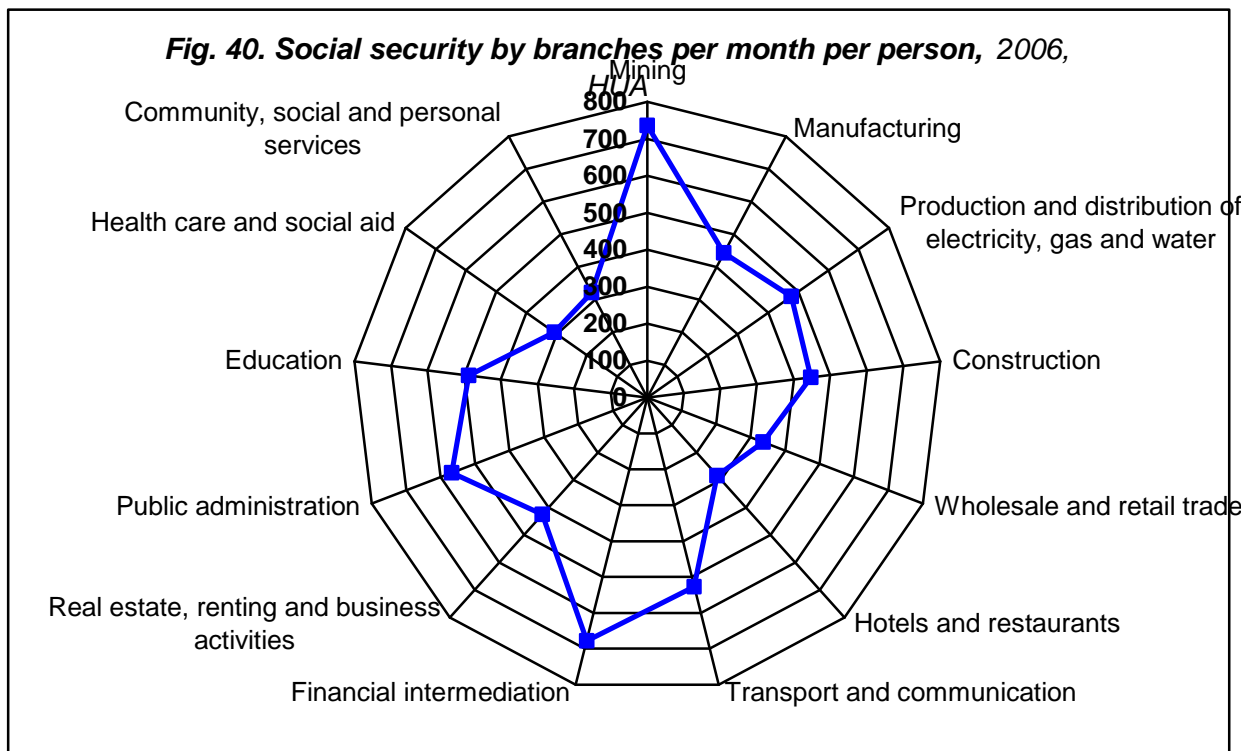 Fig. 40. Social security by branches per month per person, 2006,
HUA
Mining
Manufacturing
Production and distribution of
electricity, gas and water
Construction
Wholesale and retail trade
Hotels and restaurants
Transport and communication
Financial intermediation
Real estate, renting and business
activities
Public administration
Education
Health care and social aid
Community, social and personal
services
800
700
600
500
400
300
200
100
0